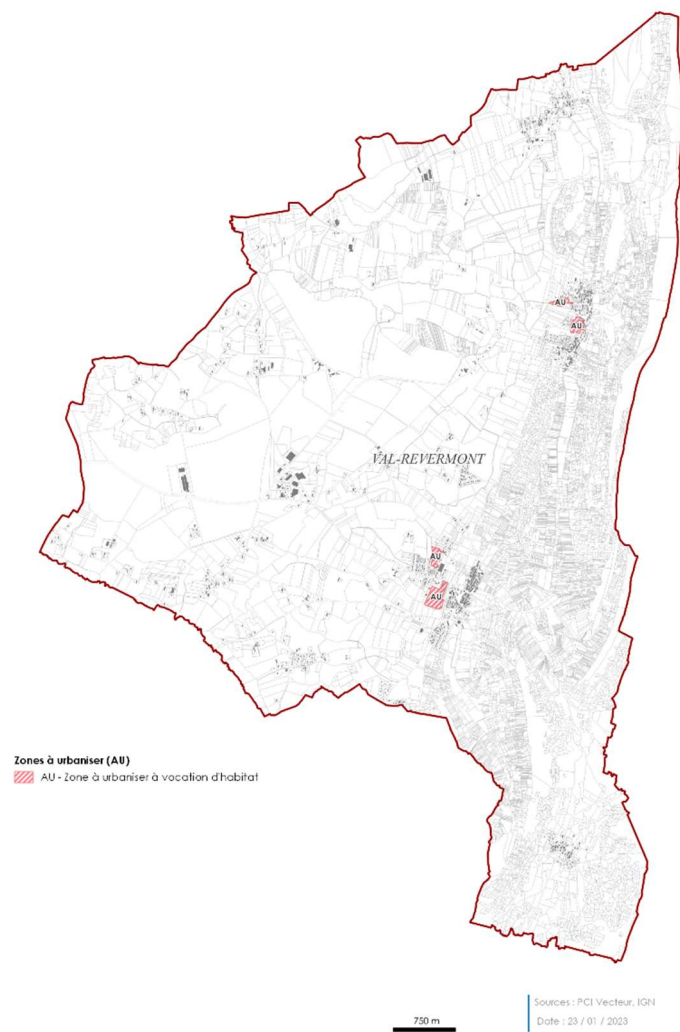 AU
AU
VAL-REVERMONT
AU
AU
Zones à urbaniser (AU)
AU - Zone à urbaniser à vocation d'habitat
Sources : PCI Vecteur, IGN
750 m
Date : 23 / 01 / 2023